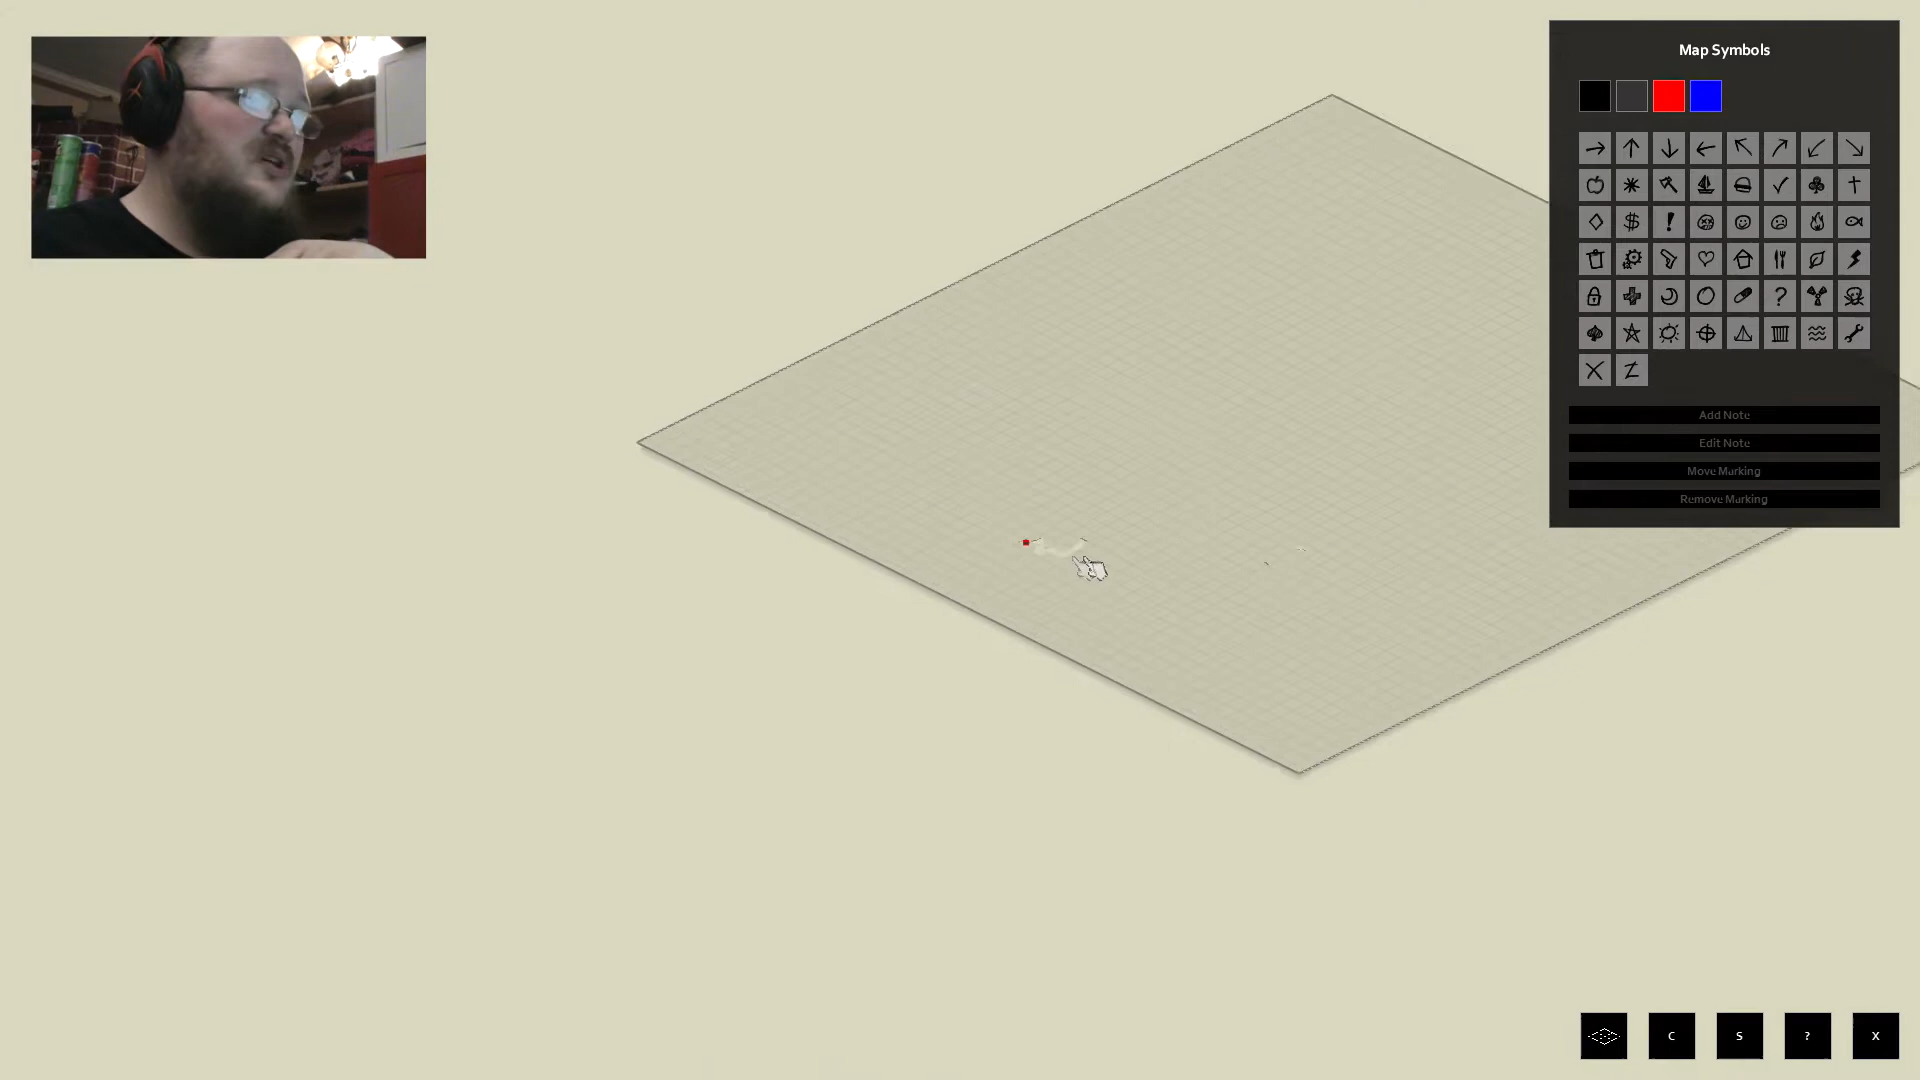 Map Symbols
Add Note
Edit Note
Move Marking
Remove Marking
C
S
?
X